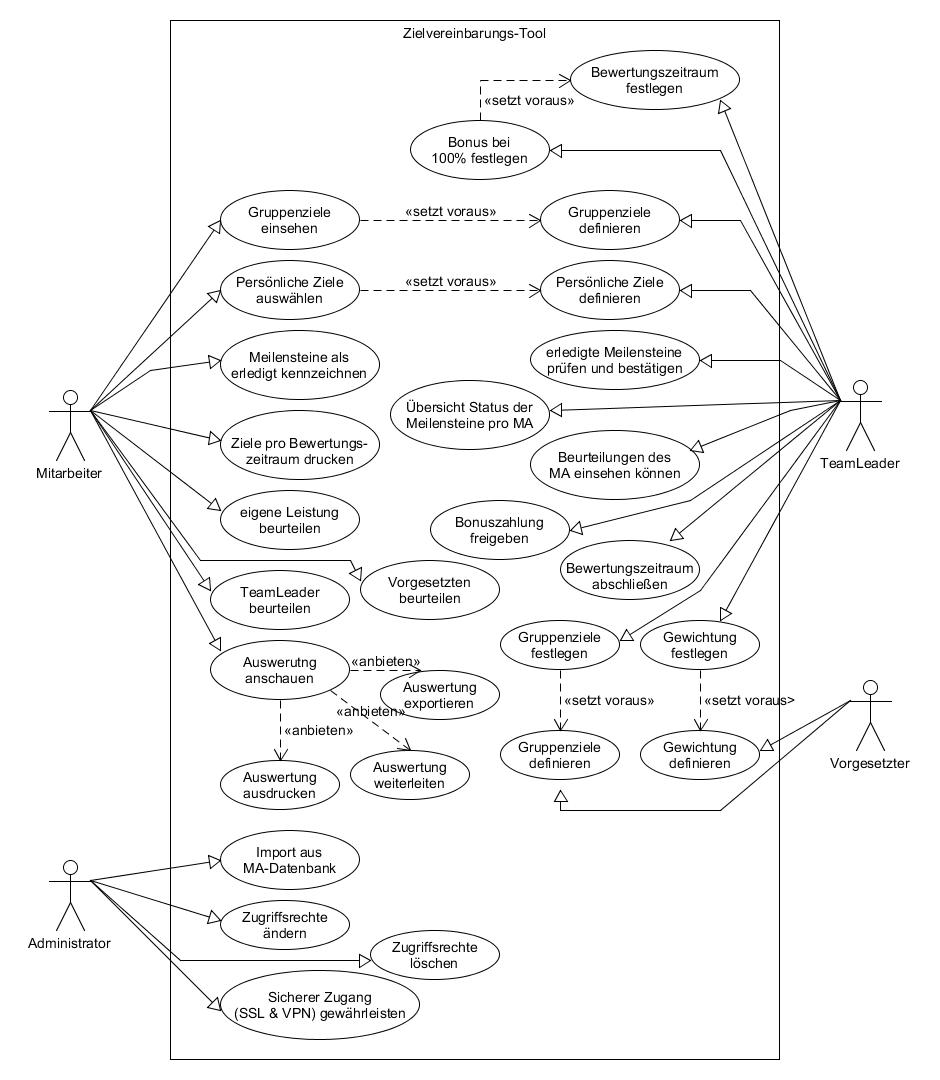 Zielvereinbarungs-Tool
Bewertungszeitraum
festlegen
«setzt voraus»
Bonus bei
100% festlegen
Gruppenziele
einsehen
«setzt voraus»
Gruppenziele
definieren
Persönliche Ziele
auswählen
«setzt voraus»
Persönliche Ziele
definieren
Meilensteine als
erledigt kennzeichnen
erledigte Meilensteine
prüfen und bestätigen
Übersicht Status der
Meilensteine pro MA
Mitarbeiter
TeamLeader
Ziele pro Bewertungs-
zeitraum drucken
Beurteilungen des
MA einsehen können
eigene Leistung
beurteilen
Bonuszahlung
freigeben
Bewertungszeitraum
abschließen
TeamLeader
beurteilen
Vorgesetzten
beurteilen
Gruppenziele
festlegen
Gewichtung
festlegen
Auswerutng
anschauen
«anbieten»
Auswertung
exportieren
«anbieten»
«anbieten»
«setzt voraus»
«setzt voraus>
Auswertung
ausdrucken
Auswertung
weiterleiten
Gruppenziele
definieren
Gewichtung
definieren
Vorgesetzter
Import aus
MA-Datenbank
Zugriffsrechte
ändern
Administrator
Zugriffsrechte
löschen
Sicherer Zugang
(SSL & VPN) gewährleisten